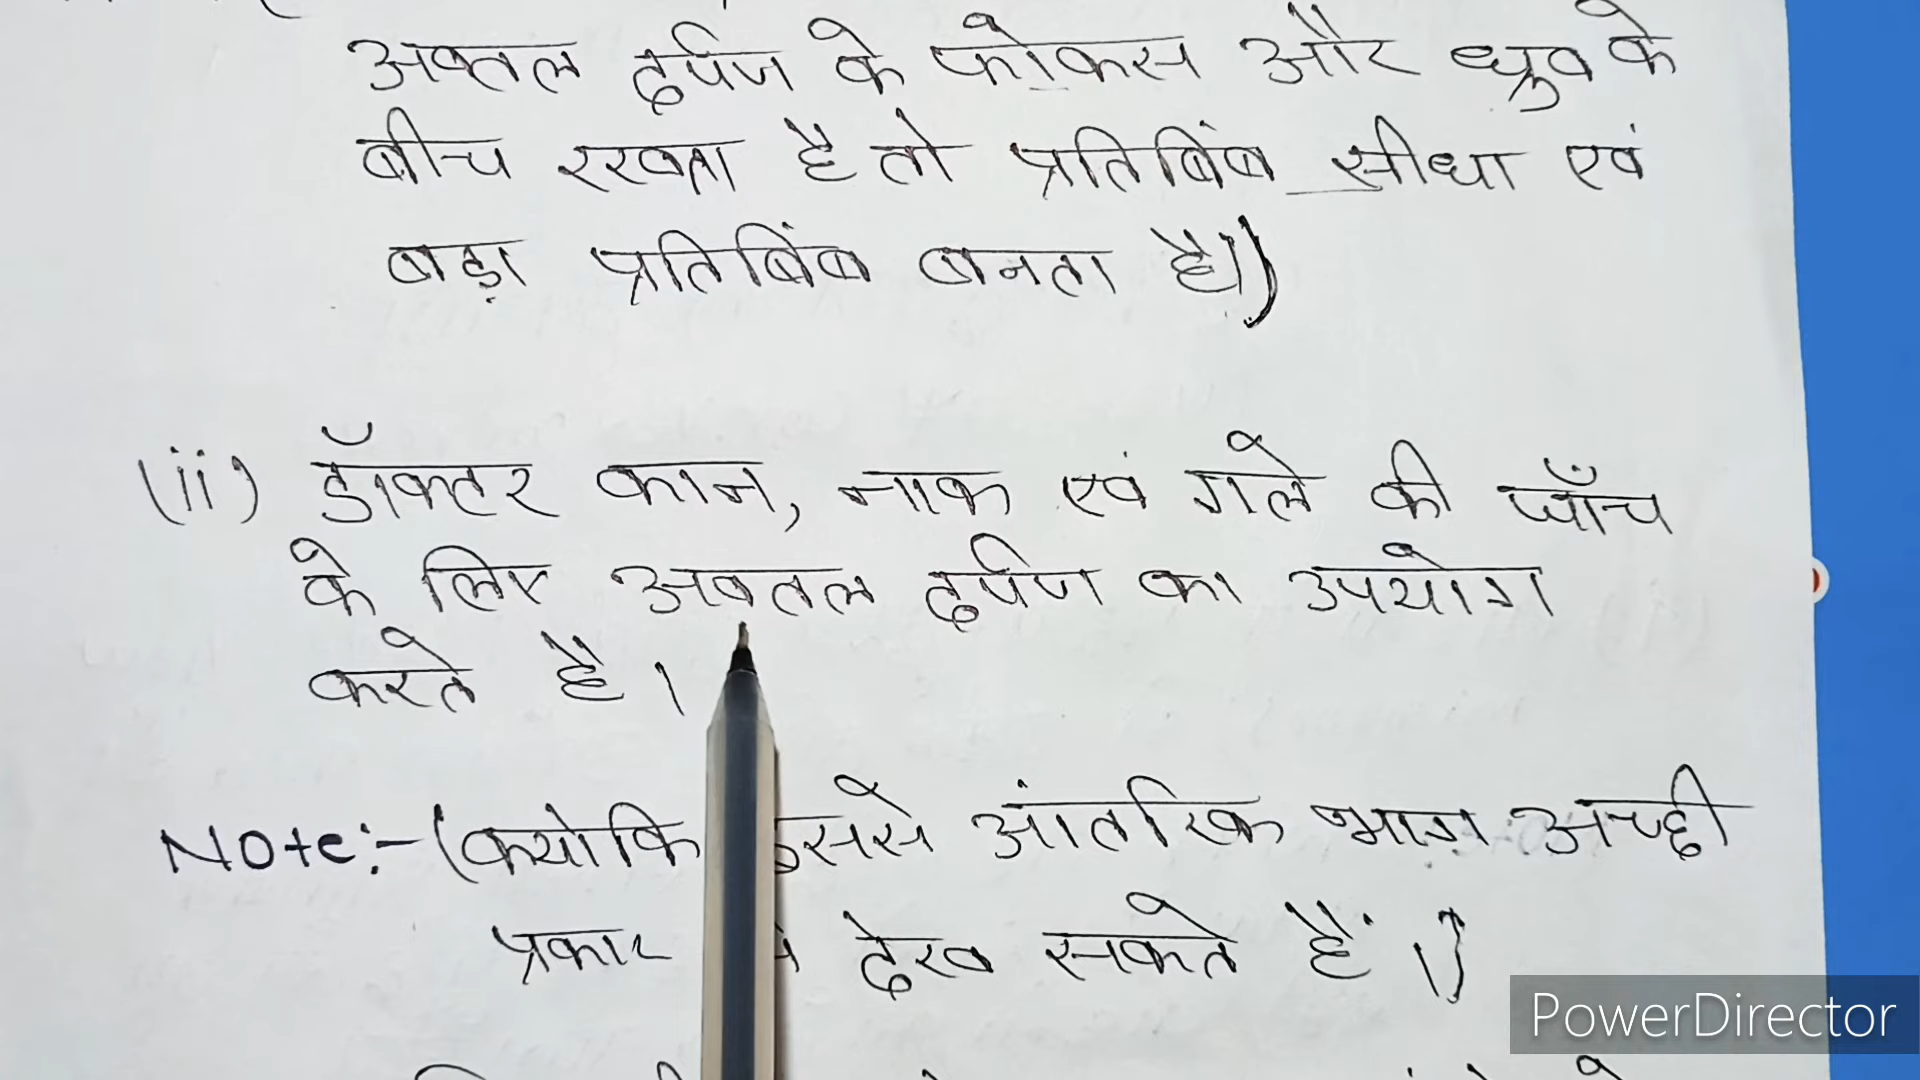 अवतल दर्पण के फोकस और ध्रुव के
बीच रखता है तो प्रतिबिंब सीधा एवं
बड़ा प्रतिबिंब बनता है।)
(ii) डॉक्टर कान, नाक एवं गले की जाँच
के लिए अवतल दर्पण का उपयोग
करते है।
Note:-(क्योकि इससे आंतरिक भाग अच्छी
प्रकार से देख सकते हैं ।)
PowerDirector